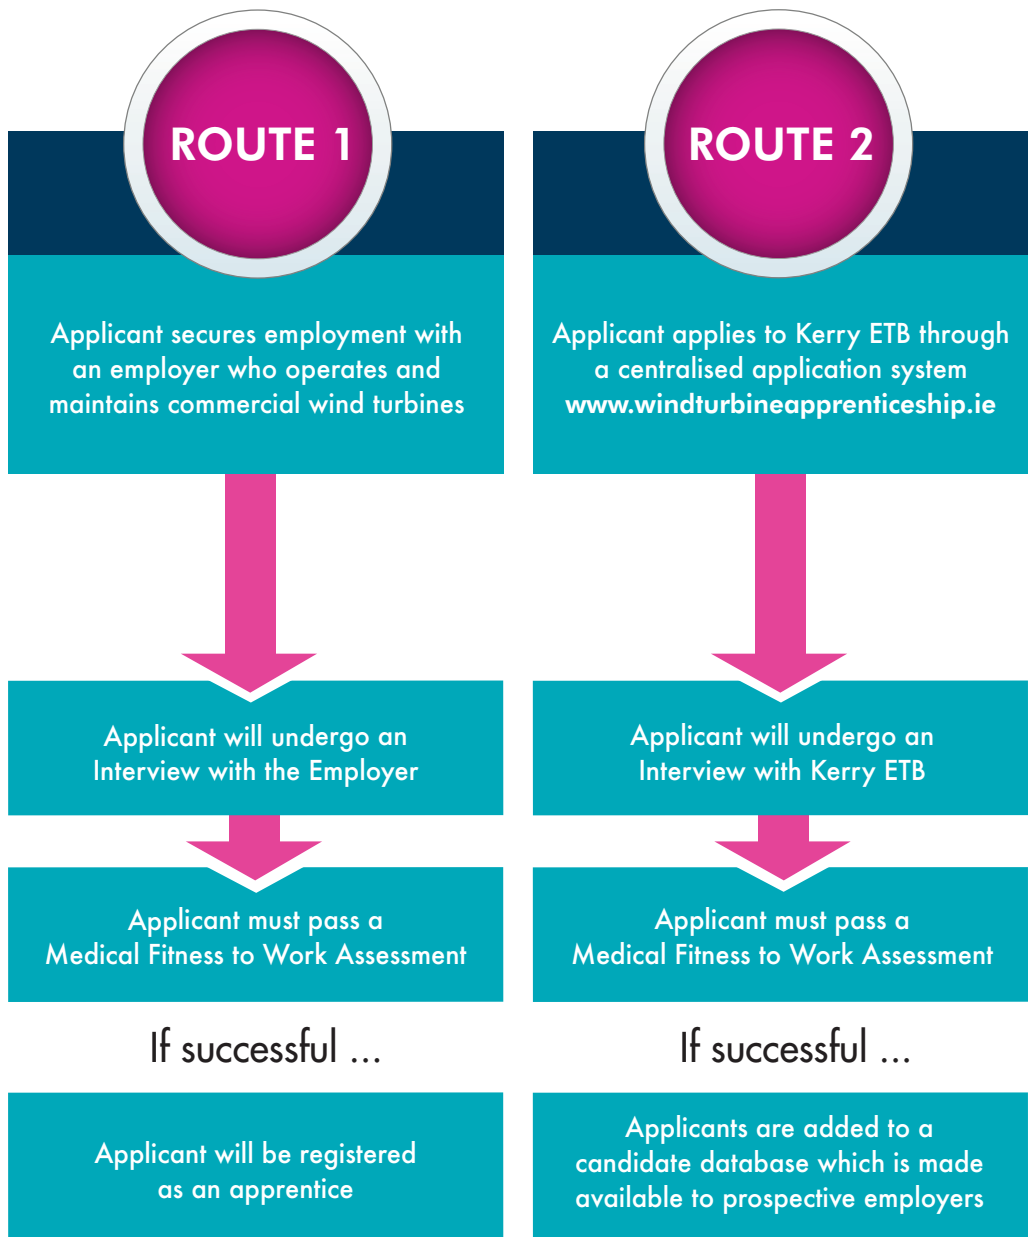 ROUTE 1
Applicant secures employment with
an employer who operates and
maintains commercial wind turbines
Applicant will undergo an
Interview with the Employer
Applicant must pass a
Medical Fitness to Work Assessment
If successful ...
Applicant will be registered
as an apprentice
ROUTE 2
Applicant applies to Kerry ETB through
a centralised application system
www.windturbineapprenticeship.ie
Applicant will undergo an
Interview with Kerry ETB
Applicant must pass a
Medical Fitness to Work Assessment
If successful ...
Applicants are added to a
candidate database which is made
available to prospective employers